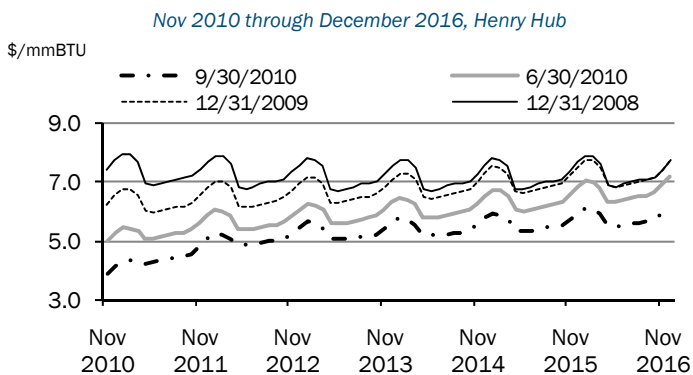 Nov 2010 through December 2016, Henry Hub
$/mmBTU
9/30/2010 6/30/2010
12/31/2009 12/31/2008
9.0
7.0
5.0
3.0
Nov Nov Nov Nov Nov Nov Nov
2010 2011 2012 2013 2014 2015 2016